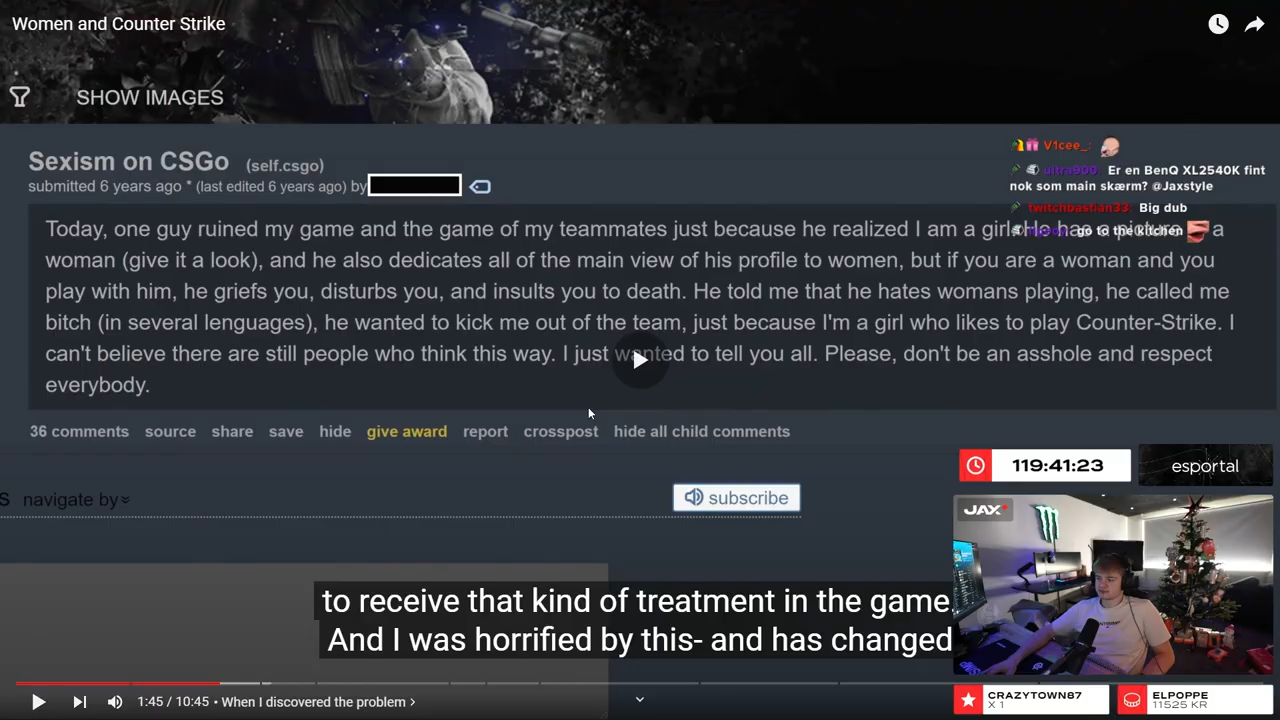 Women and Counter Strike
SHOW IMAGES
Sexism on CSGo (self.csgo)
submitted 6 years ago * (last edited 6 years ago) by
V1cee_:
Er en BenQ XL2540K fint
nok som main skærm? @Jaxstyle
twitchbastian33: Big dub
go to the kitchen
Today, one guy ruined my game and the game of my teammates just because he realized I am a girl. He has a picture a
woman (give it a look), and he also dedicates all of the main view of his profile to women, but if you are a woman and you
play with him, he griefs you, disturbs you, and insults you to death. He told me that he hates womans playing, he called me
bitch (in several lenguages), he wanted to kick me out of the team, just because I'm a girl who likes to play Counter-Strike. I
can't believe there are still people who think this way. I just wanted to tell you all. Please, don't be an asshole and respect
everybody.
36 comments source share save hide give award report crosspost hide all child comments
119:41:23
esportal
S navigate by
subscribe
JAX
to receive that kind of treatment in the game.
And I was horrified by this- and has changed
1:45 / 10:45 • When I discovered the problem
CRAZYTOWN87
X 1
ELPOPPE
11525 KR